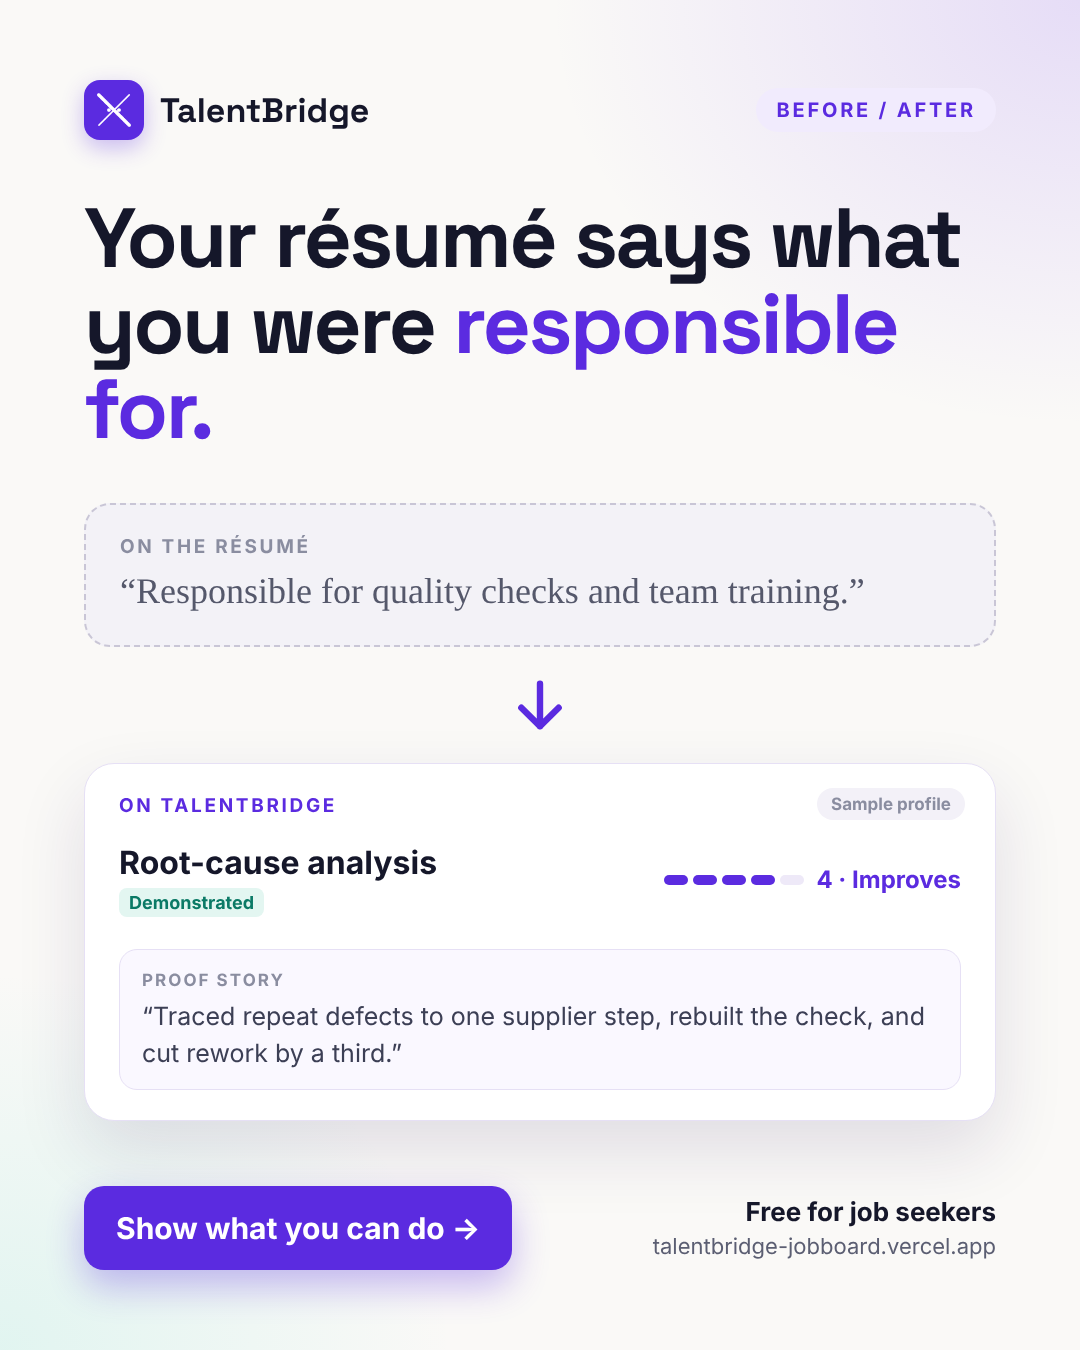 TalentBridge
BEFORE / AFTER
Your résumé says what
you were responsible
for.
ON THE RÉSUMÉ
“Responsible for quality checks and team training.”
ON TALENTBRIDGE
Sample profile
Root-cause analysis
4 · Improves
Demonstrated
PROOF STORY
“Traced repeat defects to one supplier step, rebuilt the check, and
cut rework by a third.”
Show what you can do →
Free for job seekers
talentbridge-jobboard.vercel.app